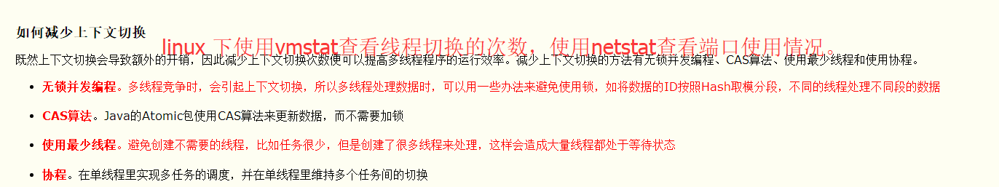 如何减少上下文切换
linux 下使用vmstat查看线程切换的次数，使用netstat查看端口使用情况。
既然上下文切换会导致额外的开销，因此减少上下文切换次数便可以提高多线程程序的运行效率。减少上下文切换的方法有无锁并发编程、CAS算法、使用最少线程和使用协程。
• 无锁并发编程。多线程竞争时，会引起上下文切换，所以多线程处理数据时，可以用一些办法来避免使用锁，如将数据的ID按照Hash取模分段，不同的线程处理不同段的数据
• CAS算法。Java的Atomic包使用CAS算法来更新数据，而不需要加锁
• 使用最少线程。避免创建不需要的线程，比如任务很少，但是创建了很多线程来处理，这样会造成大量线程都处于等待状态
• 协程。在单线程里实现多任务的调度，并在单线程里维持多个任务间的切换